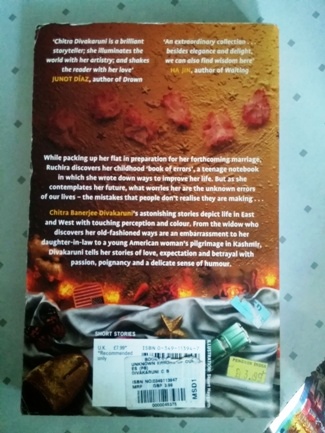 'Chitra Divakaruni is a brilliant
storyteller; she illuminates the
world with her artistry; and shakes
the reader with her love'
JUNOT DÍAZ, author of Drown
'An extraordinary collection . . .
besides elegance and delight, we
can also find wisdom here'
HA JIN, author of Waiting
While packing up her flat in preparation for her forthcoming marriage,
Ruchira discovers her childhood 'book of errors', a teenage notebook
in which she wrote down ways to improve her life. But as she
contemplates her future, what worries her are the unknown errors
of our lives – the mistakes that people don't realise they are making . . .
Chitra Banerjee Divakaruni's astonishing stories depict life in East
and West with touching perception and colour. From the widow who
discovers her old-fashioned ways are an embarrassment to her
daughter-in-law to a young American woman's pilgrimage in Kashmir,
Divakaruni tells her stories of love, expectation and betrayal with
passion, poignancy and a delicate sense of humour.
SHORT STORIES
U.K. £7.99*
*Recommended
only
DIVAKARUNI C B
MSD1